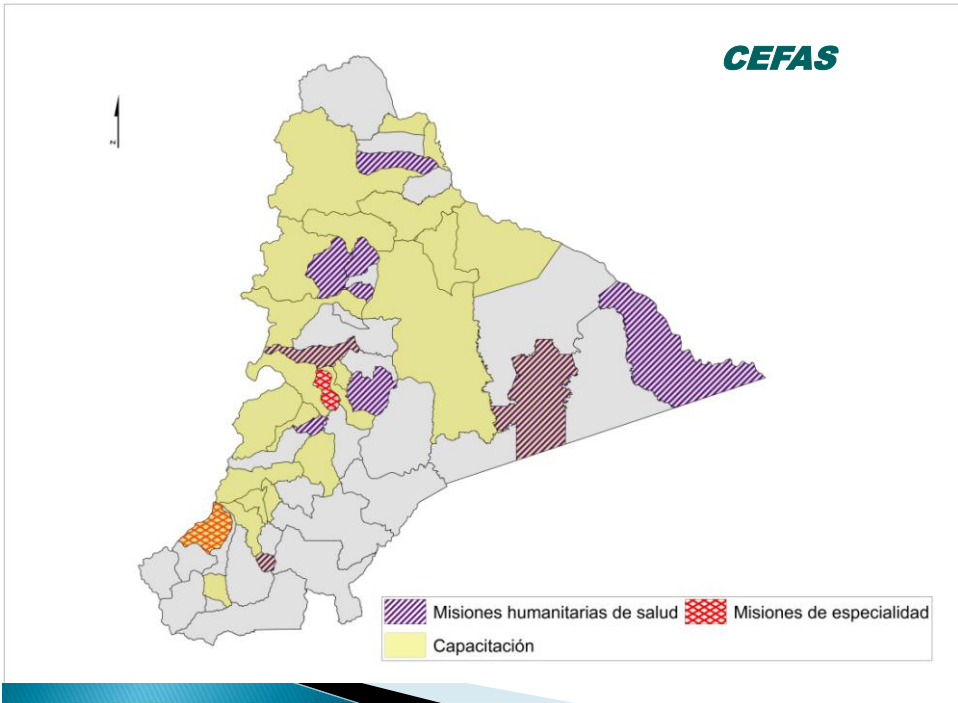 CEFAS
N
Misiones humanitarias de salud
Misiones de especialidad
Capacitación